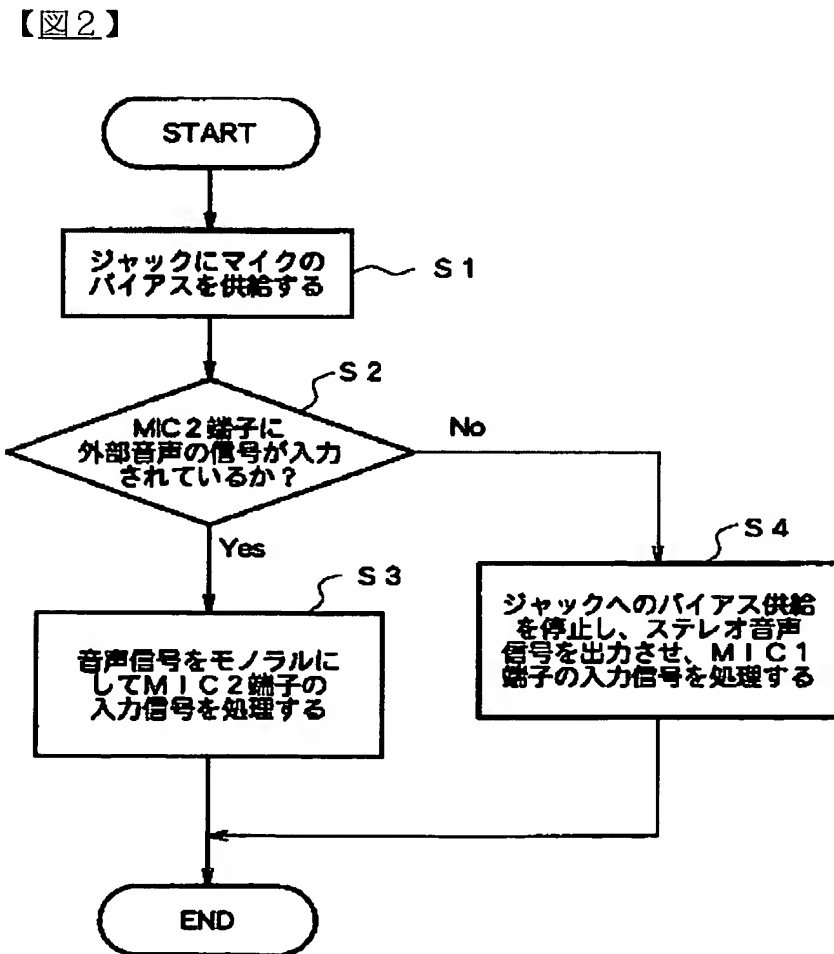 【図２】
START
ジャックにマイクの
バイアスを供給する
S1
S2
MIC2端子に
外部音声の信号が入力
されているか？
No
Yes
S3
音声信号をモノラルに
してMIC2端子の
入力信号を処理する
S4
ジャックへのバイアス供給
を停止し、ステレオ音声
信号を出力させ、MIC1
端子の入力信号を処理する
END